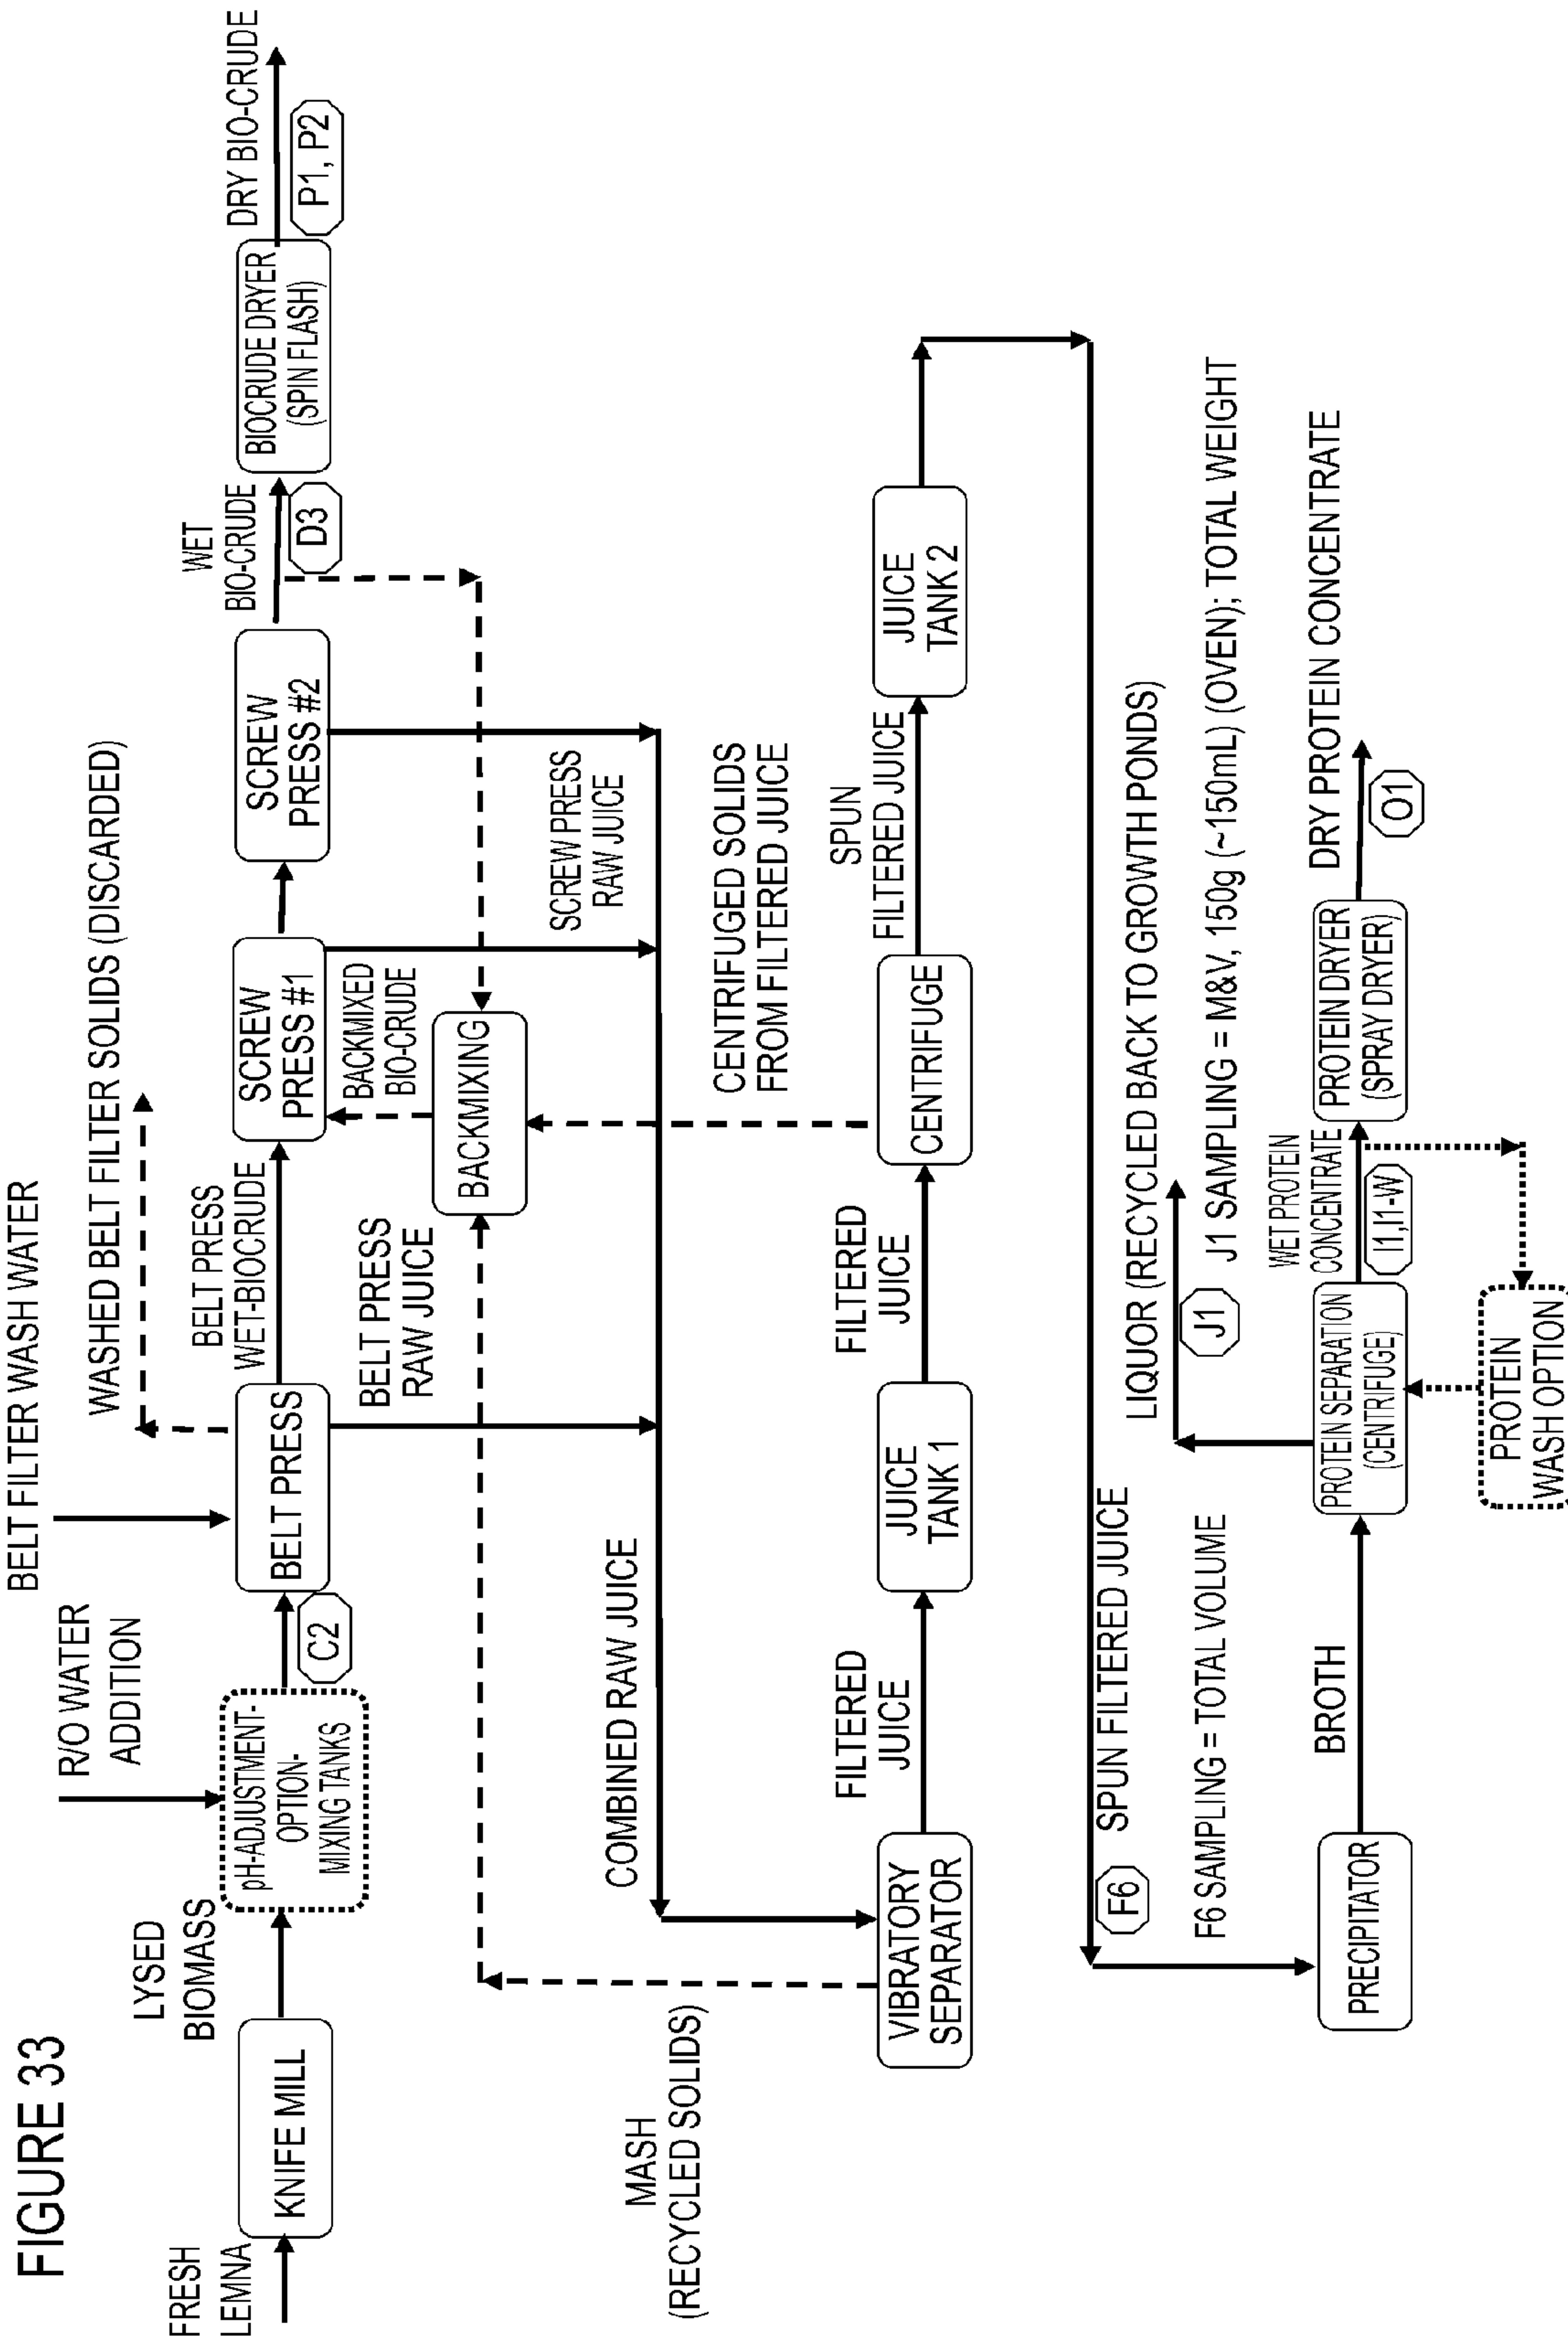 FIGURE 33
FRESH
LEMNA
KNIFE MILL
LYSED
BIOMASS
R/O WATER
ADDITION
pH-ADJUSTMENT-
OPTION-
MIXING TANKS
C2
BELT FILTER WASH WATER
BELT PRESS
WASHED BELT FILTER SOLIDS (DISCARDED)
BELT PRESS
WET-BIOCRUDE
SCREW
PRESS #1
SCREW
PRESS #2
WET
BIO-CRUDE
D3
BIOCRUDE DRYER
(SPIN FLASH)
DRY BIO-CRUDE
P1, P2
BELT PRESS
RAW JUICE
BACKMIXED
BIO-CRUDE
BACKMIXING
SCREW PRESS
RAW JUICE
COMBINED RAW JUICE
MASH
(RECYCLED SOLIDS)
CENTRIFUGED SOLIDS
FROM FILTERED JUICE
VIBRATORY
SEPARATOR
FILTERED
JUICE
JUICE
TANK 1
FILTERED
JUICE
CENTRIFUGE
SPUN
FILTERED JUICE
JUICE
TANK 2
F6
SPUN FILTERED JUICE
F6 SAMPLING = TOTAL VOLUME
LIQUOR (RECYCLED BACK TO GROWTH PONDS)
J1
J1 SAMPLING = M&V, 150g (~150mL) (OVEN); TOTAL WEIGHT
PRECIPITATOR
BROTH
PROTEIN SEPARATION
(CENTRIFUGE)
WET PROTEIN
CONCENTRATE
I1,I1-W
PROTEIN DRYER
(SPRAY DRYER)
DRY PROTEIN CONCENTRATE
O1
PROTEIN
WASH OPTION